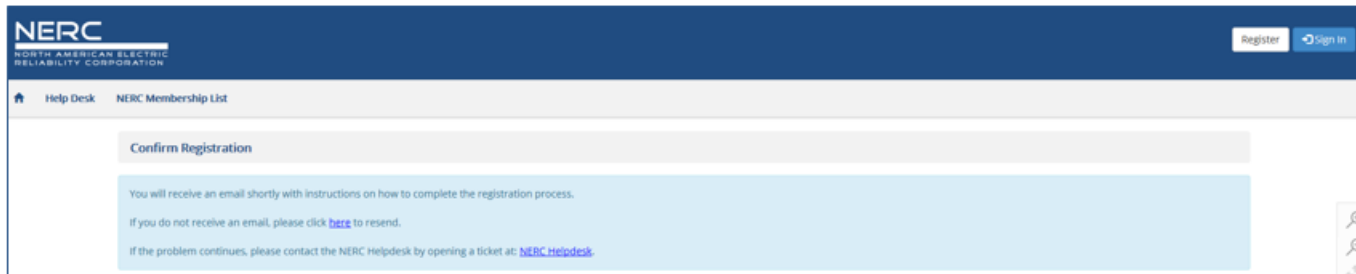 NERC
NORTH AMERICAN ELECTRIC
RELIABILITY CORPORATION
Register
Sign In
Help Desk NERC Membership List
Confirm Registration
You will receive an email shortly with instructions on how to complete the registration process.
If you do not receive an email, please click here to resend.
If the problem continues, please contact the NERC Helpdesk by opening a ticket at: NERC Helpdesk.